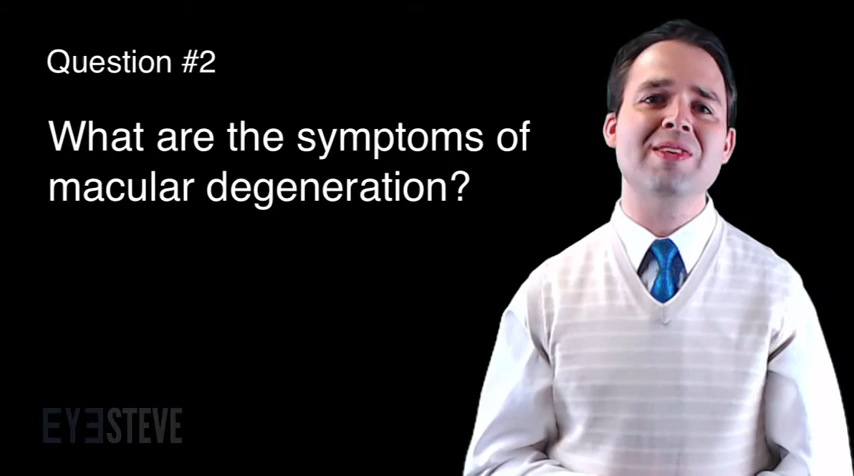 Question #2
What are the symptoms of
macular degeneration?
EYESTEVE